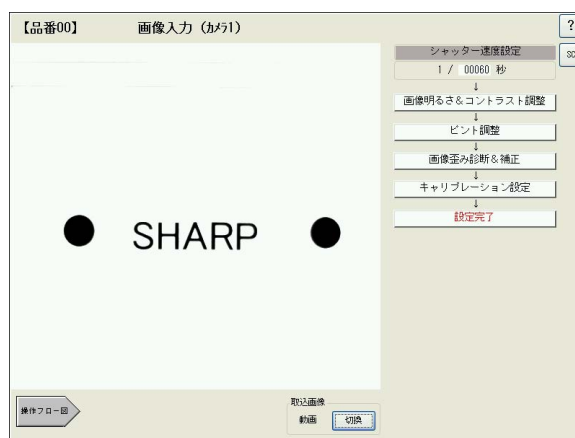 【品番00】 画像入力 (ｶﾒﾗ1)
?
シャッター速度設定
1 / 00060 秒
↓
画像明るさ&コントラスト調整
↓
ピント調整
↓
画像歪み診断&補正
↓
キャリブレーション設定
↓
設定完了
SHARP
操作フロー図
取込画像
動画 切換